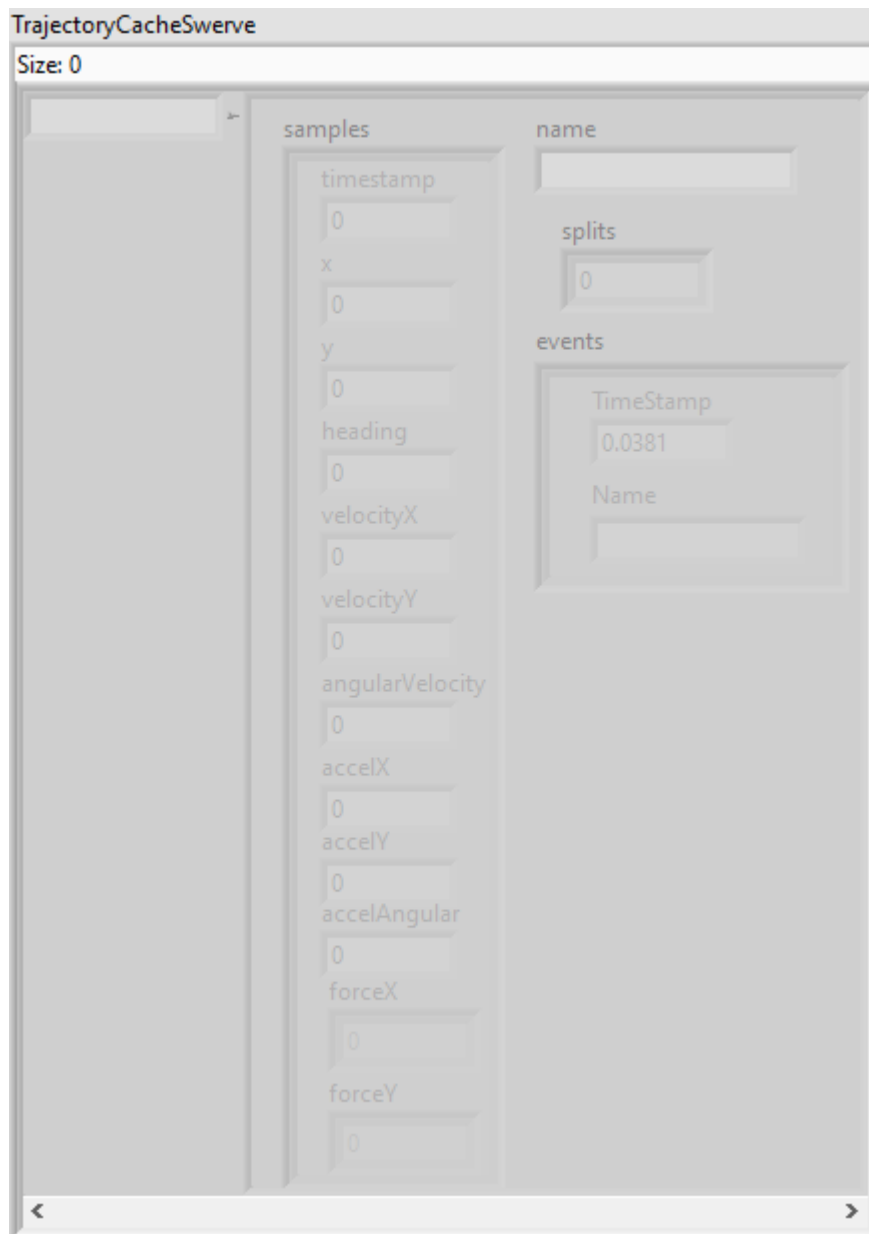 TrajectoryCacheSwerve
Size: 0
samples
timestamp
0
x
0
y
0
heading
0
velocityX
0
velocityY
0
angularVelocity
0
accelX
0
accelY
0
accelAngular
0
forceX
0
forceY
0
name
splits
0
events
TimeStamp
0.0381
Name